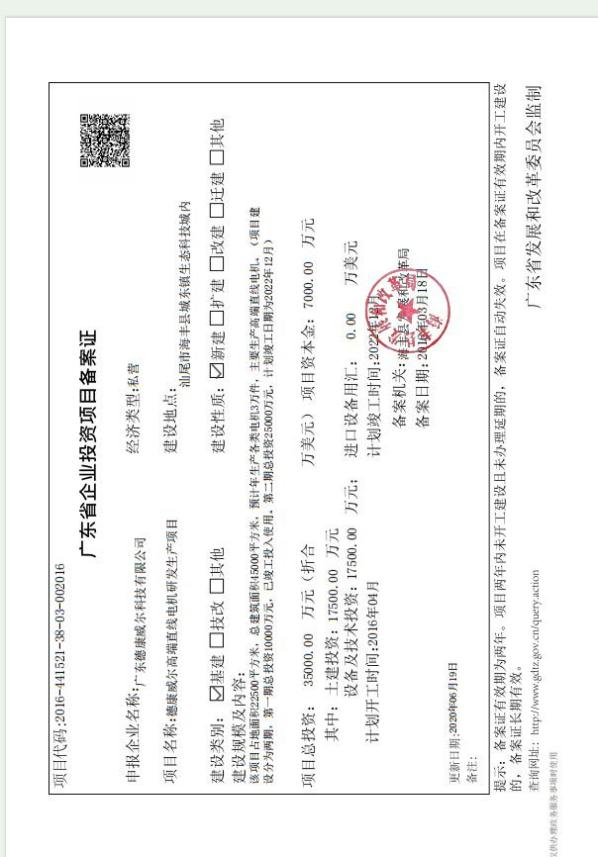 项目代码:2016-441521-38-03-002016
广东省企业投资项目备案证
申报企业名称:广东德康威尔科技有限公司 经济类型:私营
项目名称:德康威尔高端直线电机研发生产项目 建设地点:汕尾市海丰县城东镇生态科技城内
建设类别: ☑基建 □技改 □其他 建设性质: ☑新建 □扩建 □改建 □迁建 □其他
建设规模及内容:
该项目占地面积22500平方米, 总建筑面积45000平方米, 预计年生产各类电机3万件, 主要生产高端直线电机。(项目建
设分为两期, 第一期总投资10000万元, 已竣工投入使用。第二期总投资25000万元, 计划竣工日期为2022年12月)
项目总投资: 35000.00 万元 (折合 万美元) 项目资本金: 7000.00 万元
其中: 土建投资: 17500.00 万元
设备及技术投资: 17500.00 万元; 进口设备用汇: 0.00 万美元
计划开工时间:2016年04月 计划竣工时间:2022年12月
备案机关:海丰县发展和改革局
备案日期:2016年03月18日
更新日期:2020年06月19日
备注:
提示: 备案证有效期为两年。项目两年内未开工建设且未办理延期的, 备案证自动失效。项目在备案证有效期内开工建设
的, 备案证长期有效。
查询网址: http://www.gdtz.gov.cn/query.action
广东省发展和改革委员会监制
仅供办理政务服务事项时使用